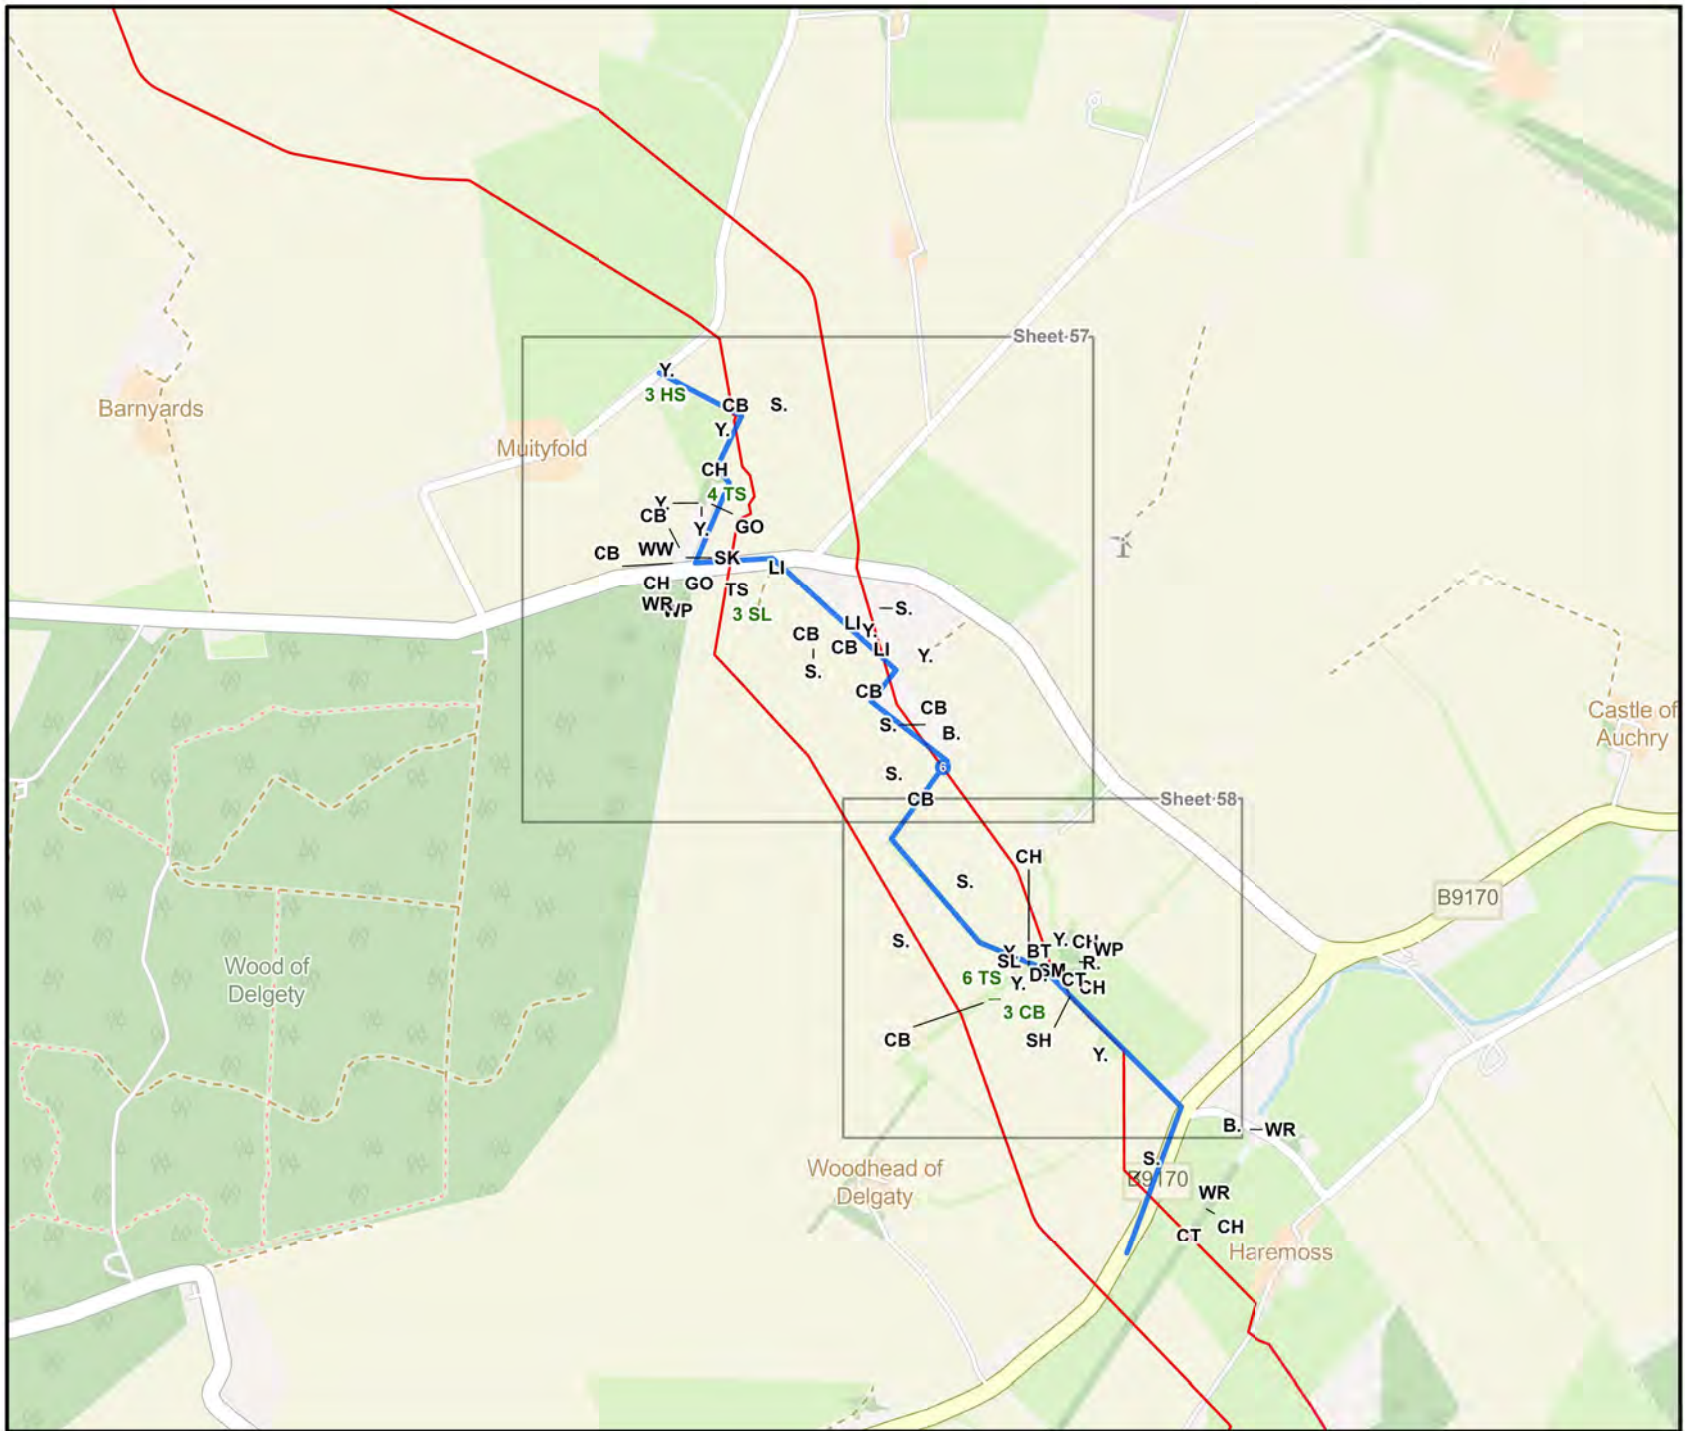 Sheet 57
Y.
3 HS
CB
S.
Y.
Barnyards
Muityfold
CH
4 TS
Y.
CB
Y.
GO
CB
WW
SK
LI
CH
GO
TS
WR
WP
3 SL
S.
LI
Y.
CB
CB
LI
Y.
S.
CB
CB
S.
B.
Castle of
Auchry
S.
6
CB
Sheet 58
CH
S.
B9170
S.
Y.
BT
Y.
CH
WP
SL
SM
R.
Wood of
Delgety
6 TS
Y.
D.
CT
CH
3 CB
CB
SH
Y.
B.
WR
S.
Woodhead of
Delgaty
B9170
WR
CT
CH
Haremoss